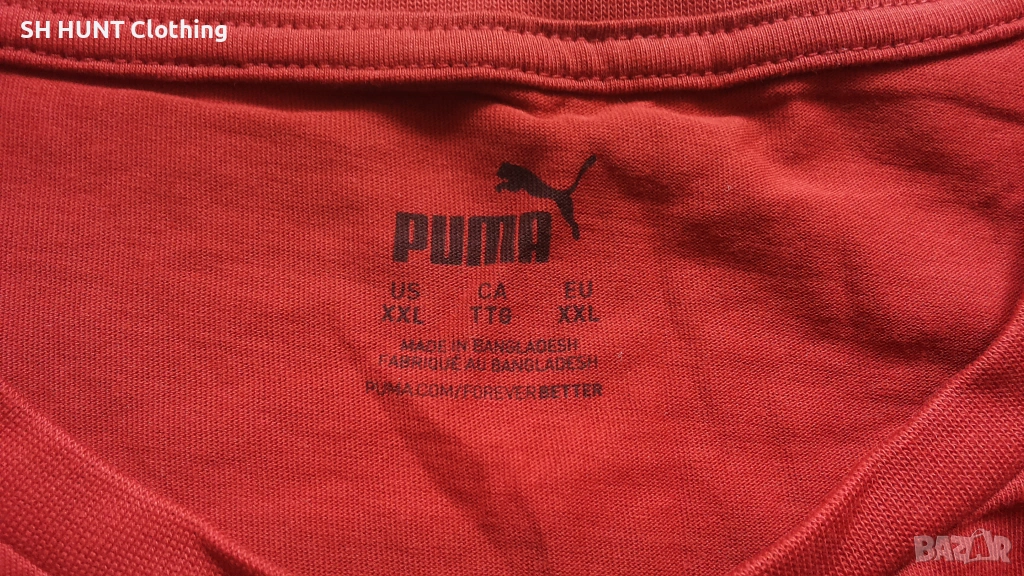 SH HUNT Clothing
PUMA
US CA EU
XXL TTG XXL
MADE IN BANGLADESH
FABRIQUÉ AU BANGLADESH
PUMA.COM/FOREVERBETTER
BAZAR